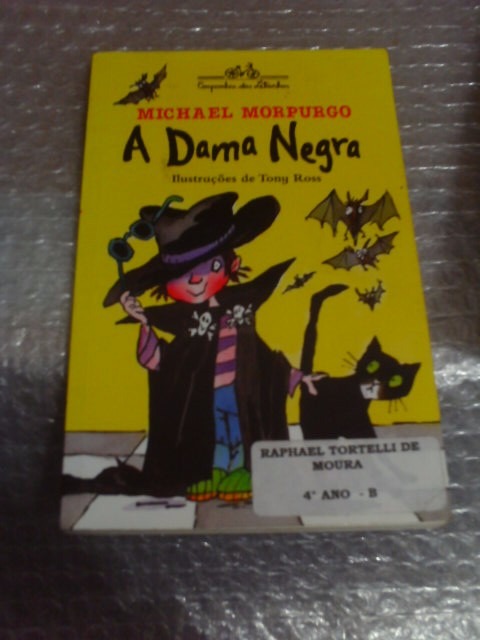 Companhia das Letrinhas
MICHAEL MORPURGO
A Dama Negra
Ilustrações de Tony Ross
RAPHAEL TORTELLI DE
MOURA
4º ANO - B